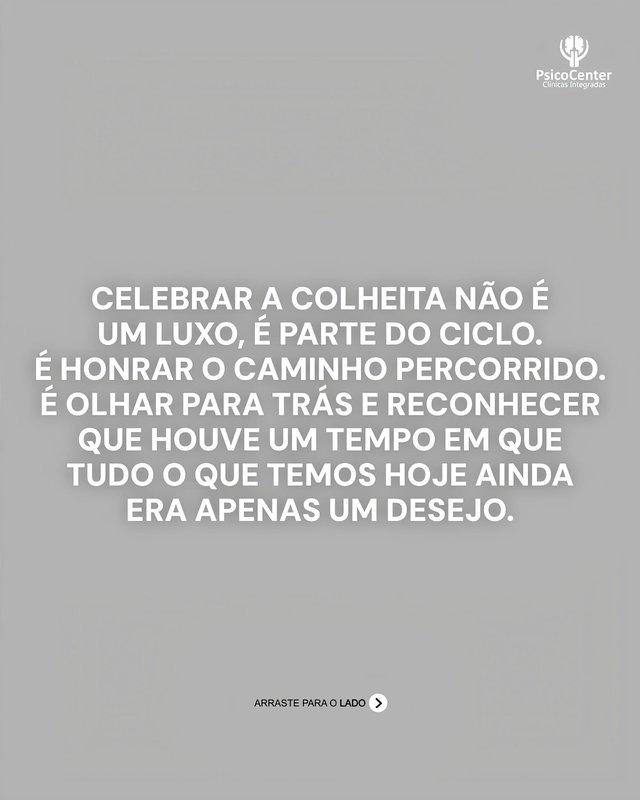 PsicoCenter
Clínicas Integradas
CELEBRAR A COLHEITA NÃO É
UM LUXO, É PARTE DO CICLO.
É HONRAR O CAMINHO PERCORRIDO.
É OLHAR PARA TRÁS E RECONHECER
QUE HOUVE UM TEMPO EM QUE
TUDO O QUE TEMOS HOJE AINDA
ERA APENAS UM DESEJO.
ARRASTE PARA O LADO